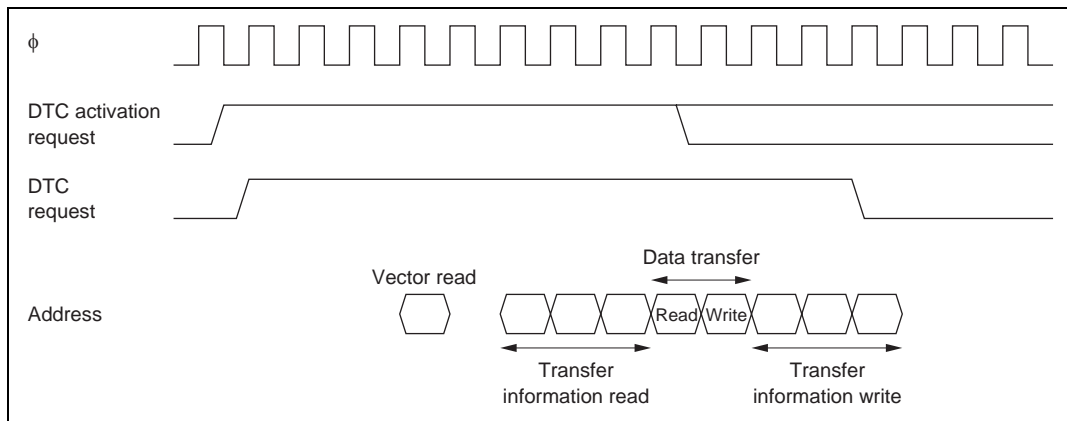 ϕ
DTC activation
request
DTC
request
Data transfer
Vector read
Address
Read Write
Transfer
information read
Transfer
information write